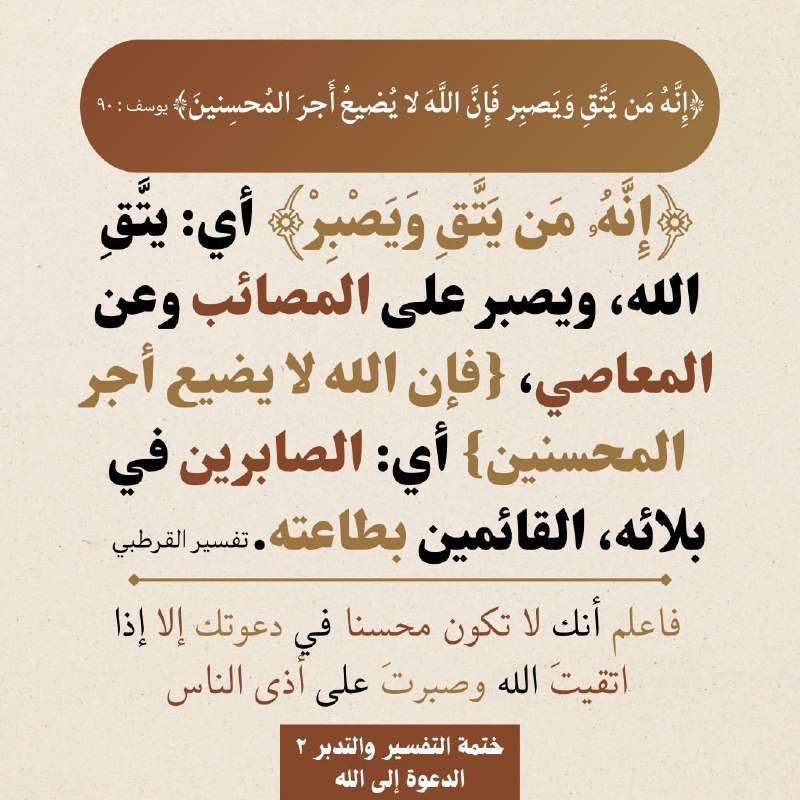 ﴿إِنَّهُ مَن يَتَّقِ وَيَصبِر فَإِنَّ اللَّهَ لا يُضيعُ أَجرَ المُحسِنينَ﴾ يوسف : ٩٠
﴿إِنَّهُۥ مَن يَتَّقِ وَيَصْبِرْ﴾ أي: يتَّقِ
الله، ويصبر على المصائب وعن
المعاصي، {فإن الله لا يضيع أجر
المحسنين} أي: الصابرين في
بلائه، القائمين بطاعته. تفسير القرطبي
فاعلم أنك لا تكون محسنا في دعوتك إلا إذا
اتقيتَ الله وصبرتَ على أذى الناس
ختمة التفسير والتدبر ٢
الدعوة إلى الله